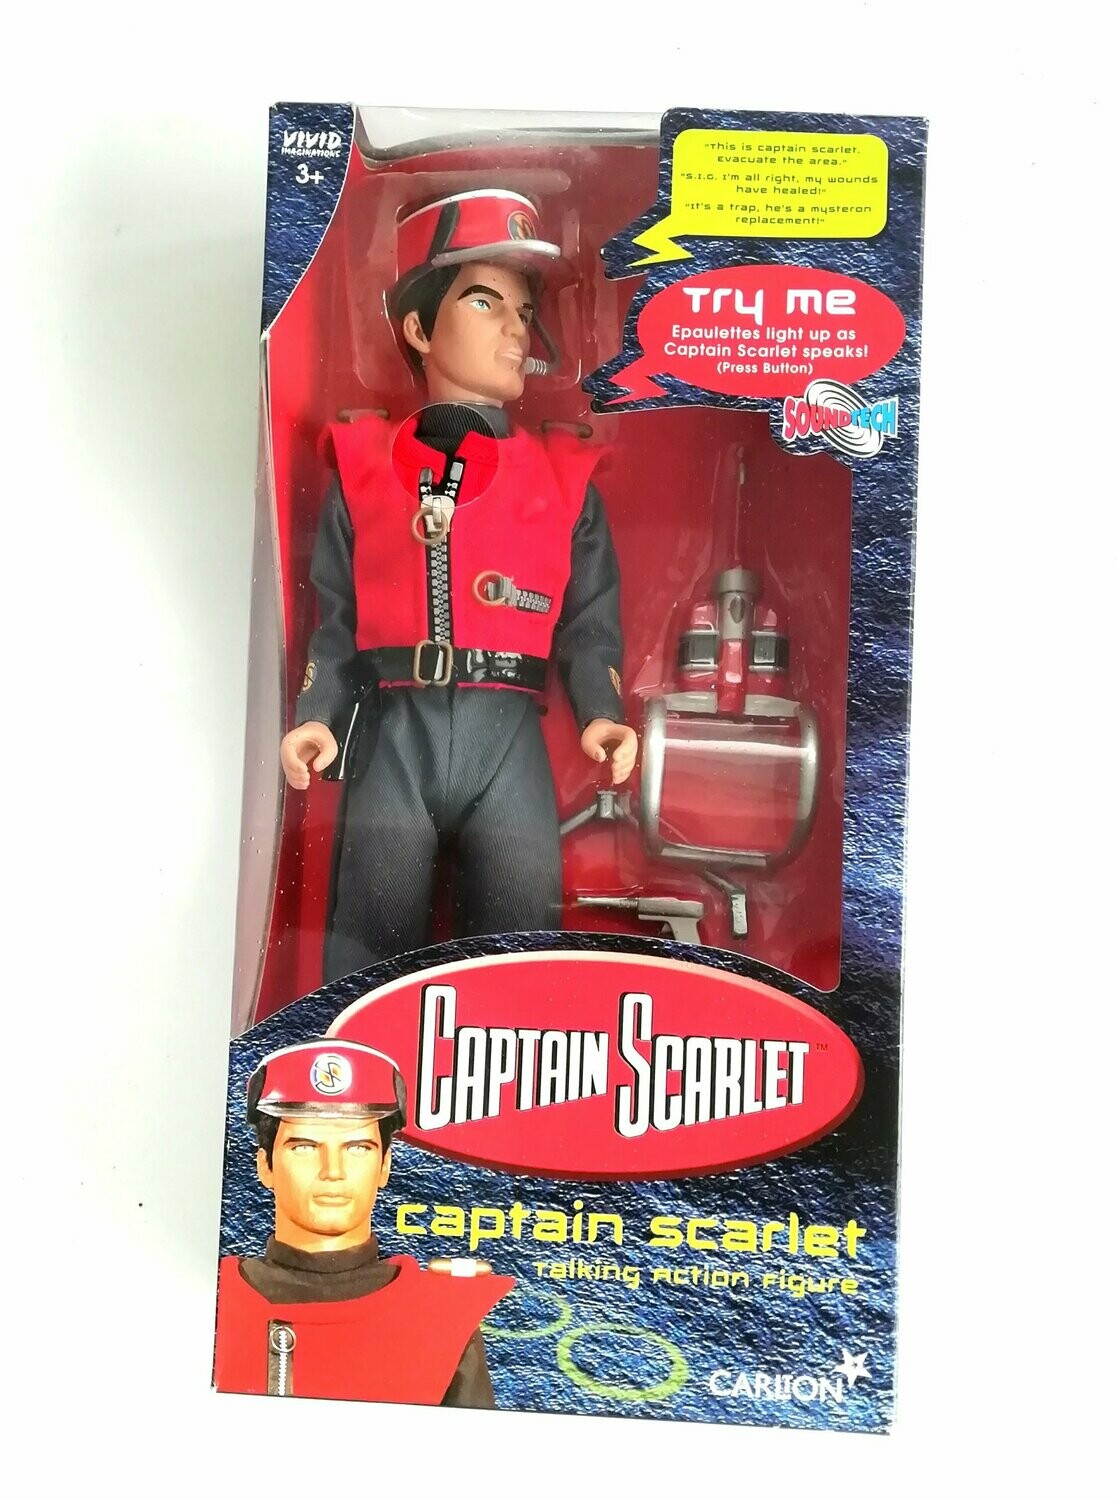 VIVID
IMAGINATIONS
3+
"This is captain scarlet.
Evacuate the area."
"S.I.G. I'm all right, my wounds
have healed!"
"It's a trap, he's a mysteron
replacement!"
Try me
Epaulettes light up as
Captain Scarlet speaks!
(Press Button)
SOUNDTECH
CAPTAIN SCARLET™
captain scarlet
Talking Action Figure
CARLTON